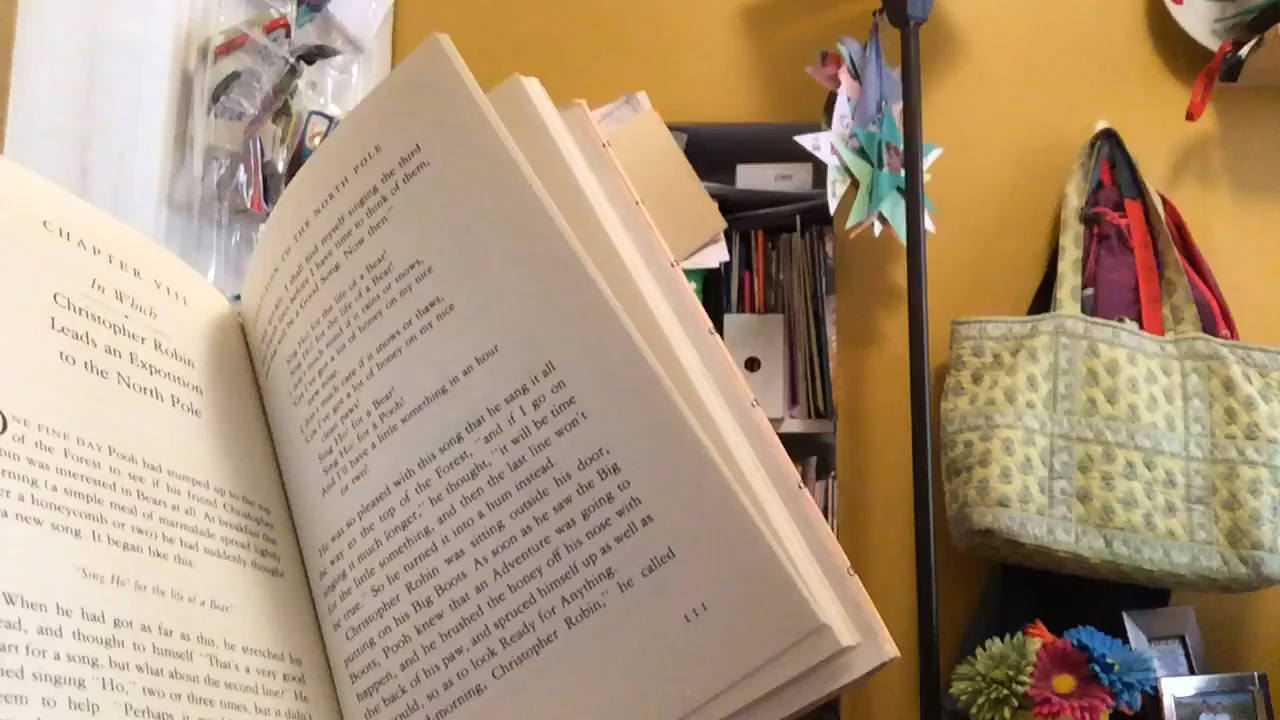 CHAPTER VIII
In Which
Christopher Robin
Leads an Expotition
to the North Pole
ONE FINE DAY Pooh had stumped up to the top
of the Forest to see if his friend Christopher
was interested in Bears at all. At breakfast that
(a simple meal of marmalade spread lightly
a honeycomb or two) he had suddenly thought
a new song. It began like this:
"Sing Ho! for the life of a Bear!"
When he had got as far as this, he stretched his
and thought to himself "That's a very good
for a song, but what about the second line?" He
singing "Ho," two or three times, but it didn't
to help. "Perhaps it
TO THE NORTH POLE
I shall find myself singing the third
before I have time to think of them,
be a Good Song. Now then"
Sing Ho! for the life of a Bear!
Sing Ho! for the life of a Bear!
I don't much mind if it rains or snows,
'Cos I've got a lot of honey on my nice
new nose!
I don't much care if it snows or thaws,
'Cos I've got a lot of honey on my nice
clean paws!
Sing Ho! for a Bear!
Sing Ho! for a Pooh!
And I'll have a little something in an hour
or two!
He was so pleased with this song that he sang it all
the way to the top of the Forest, "and if I go on
singing it much longer," he thought, "it will be time
for the little something, and then the last line won't
be true." So he turned it into a hum instead.
Christopher Robin was sitting outside his door,
putting on his Big Boots. As soon as he saw the Big
Boots, Pooh knew that an Adventure was going to
happen, and he brushed the honey off his nose with
the back of his paw, and spruced himself up as well as
could, so as to look Ready for Anything.
Christopher Robin," he called
111